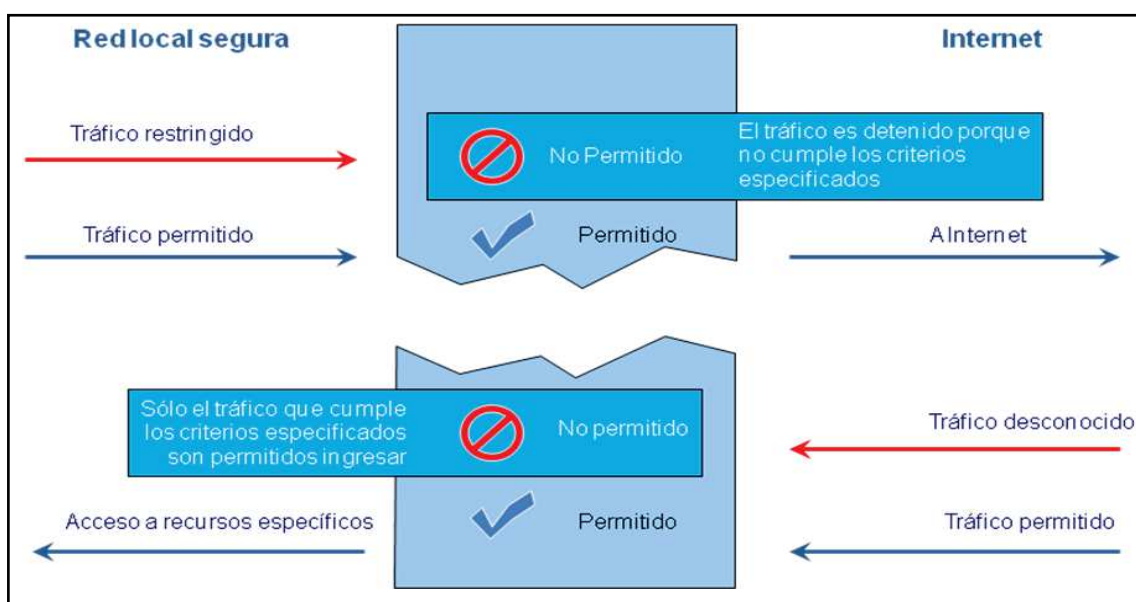 Red local segura
Internet
Tráfico restringido
No Permitido
El tráfico es detenido porque
no cumple los criterios
especificados
Tráfico permitido
Permitido
A Internet
Sólo el tráfico que cumple
los criterios especificados
son permitidos ingresar
No permitido
Tráfico desconocido
Acceso a recursos específicos
Permitido
Tráfico permitido